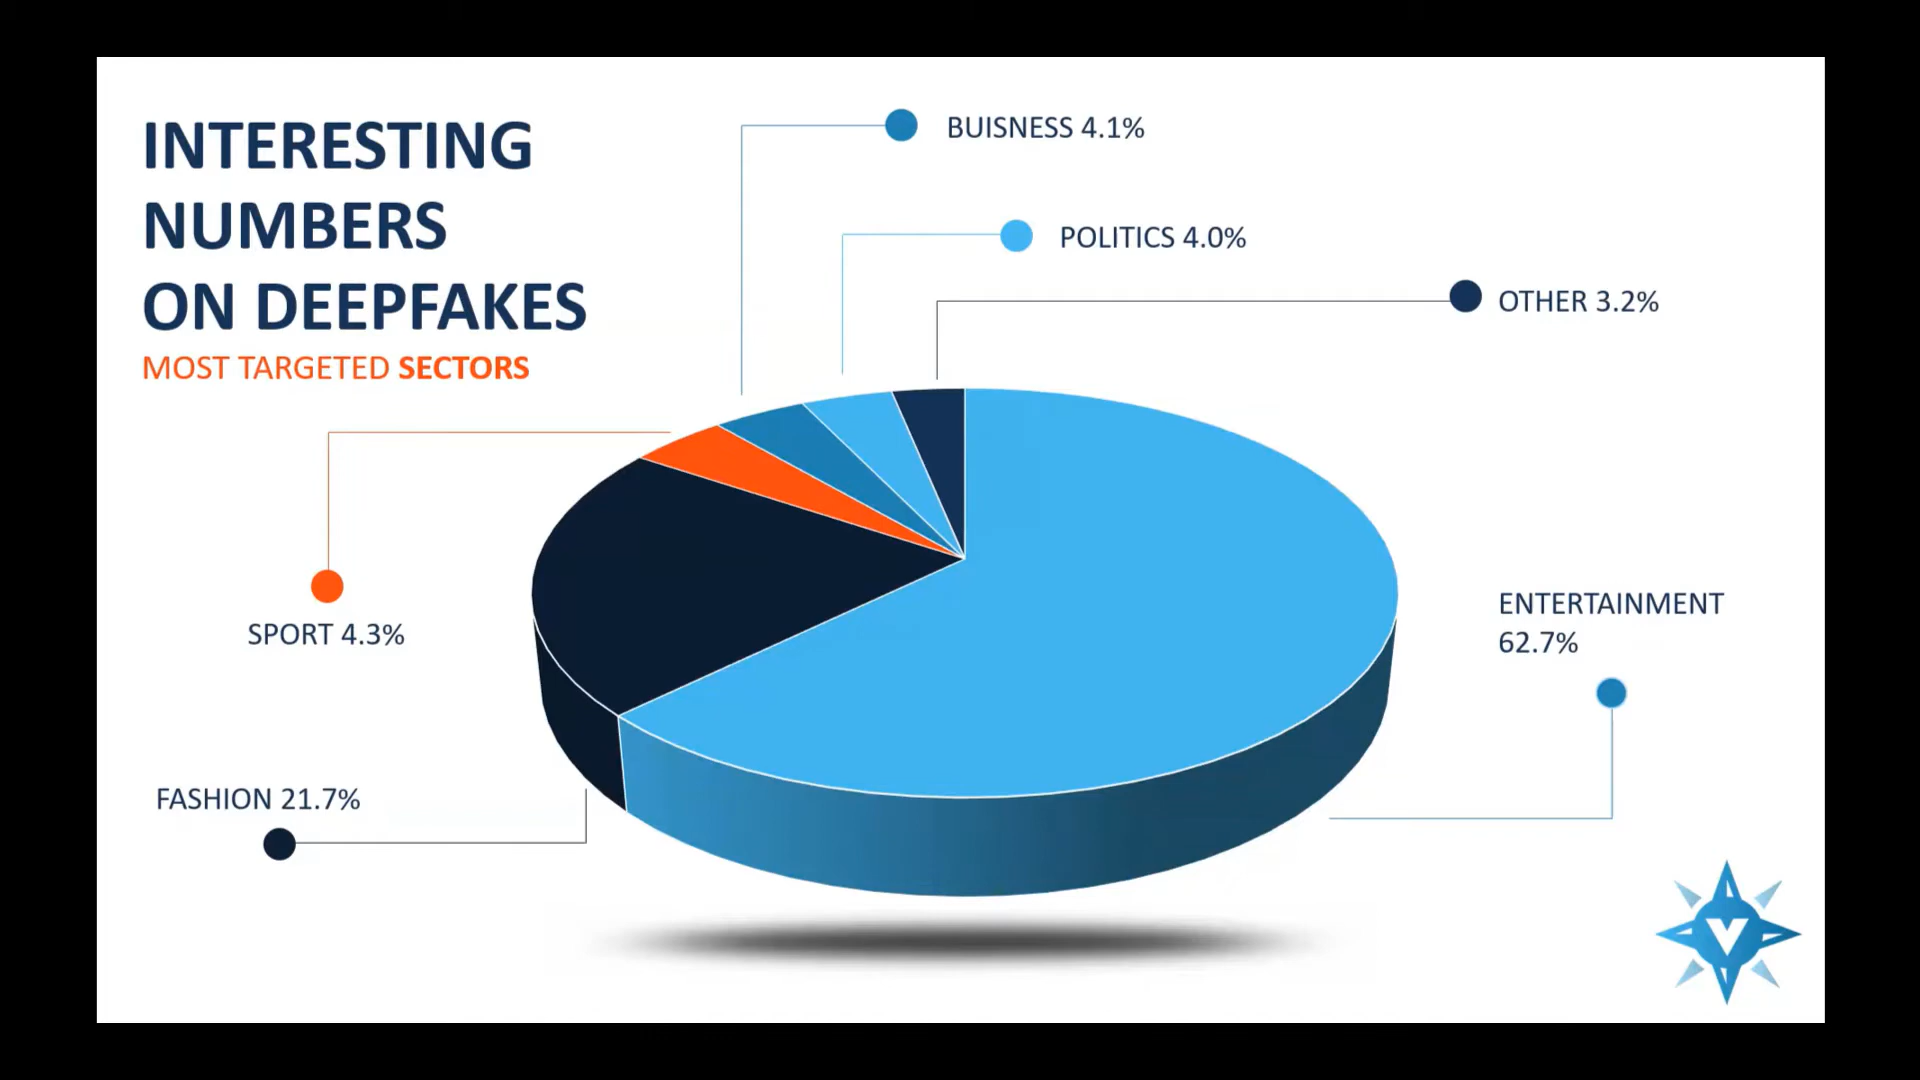 INTERESTING
NUMBERS
ON DEEPFAKES
MOST TARGETED SECTORS
BUISNESS 4.1%
POLITICS 4.0%
OTHER 3.2%
SPORT 4.3%
ENTERTAINMENT
62.7%
FASHION 21.7%
V